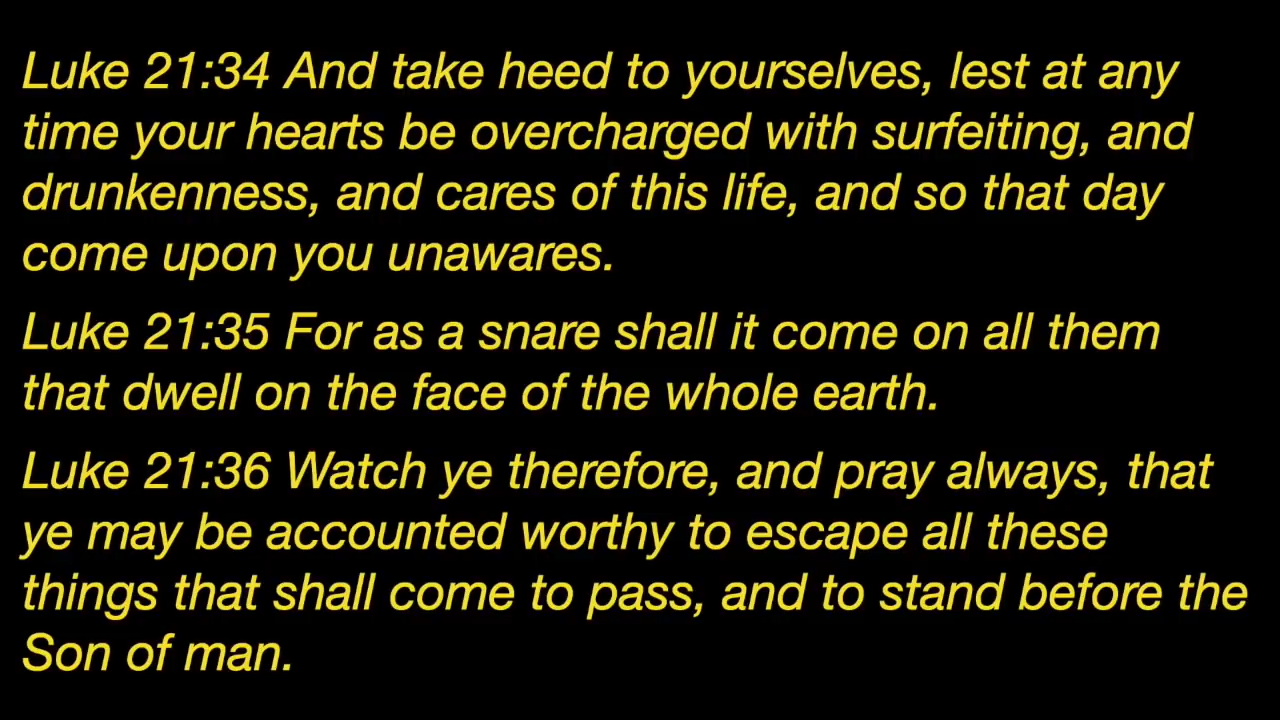 Luke 21:34 And take heed to yourselves, lest at any
time your hearts be overcharged with surfeiting, and
drunkenness, and cares of this life, and so that day
come upon you unawares.
Luke 21:35 For as a snare shall it come on all them
that dwell on the face of the whole earth.
Luke 21:36 Watch ye therefore, and pray always, that
ye may be accounted worthy to escape all these
things that shall come to pass, and to stand before the
Son of man.